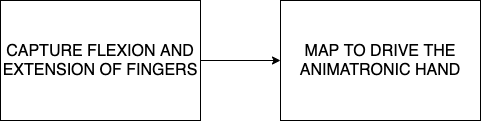 CAPTURE FLEXION AND
EXTENSION OF FINGERS
MAP TO DRIVE THE
ANIMATRONIC HAND